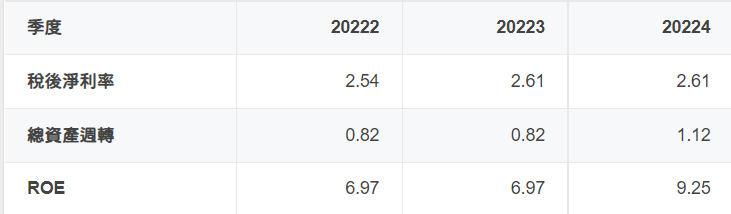 季度 20222 20223 20224
稅後淨利率 2.54 2.61 2.61
總資產週轉 0.82 0.82 1.12
ROE 6.97 6.97 9.25